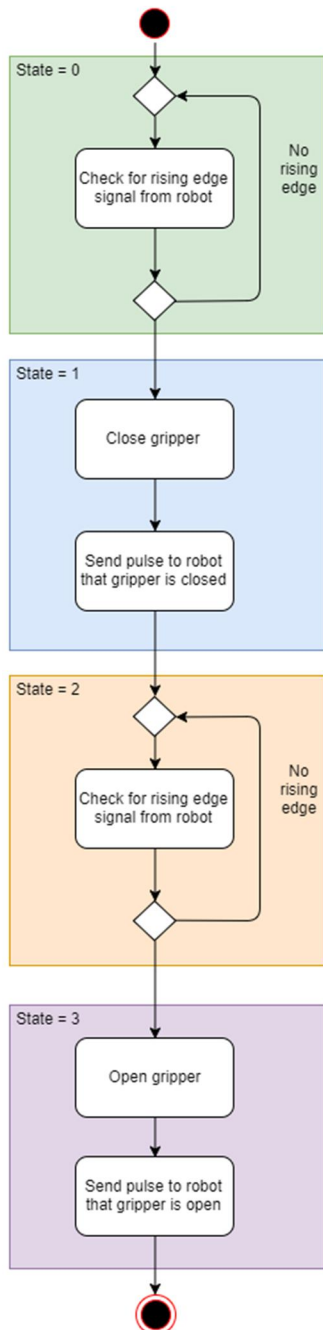 State = 0
Check for rising edge
signal from robot
No
rising
edge
State = 1
Close gripper
Send pulse to robot
that gripper is closed
State = 2
Check for rising edge
signal from robot
No
rising
edge
State = 3
Open gripper
Send pulse to robot
that gripper is open